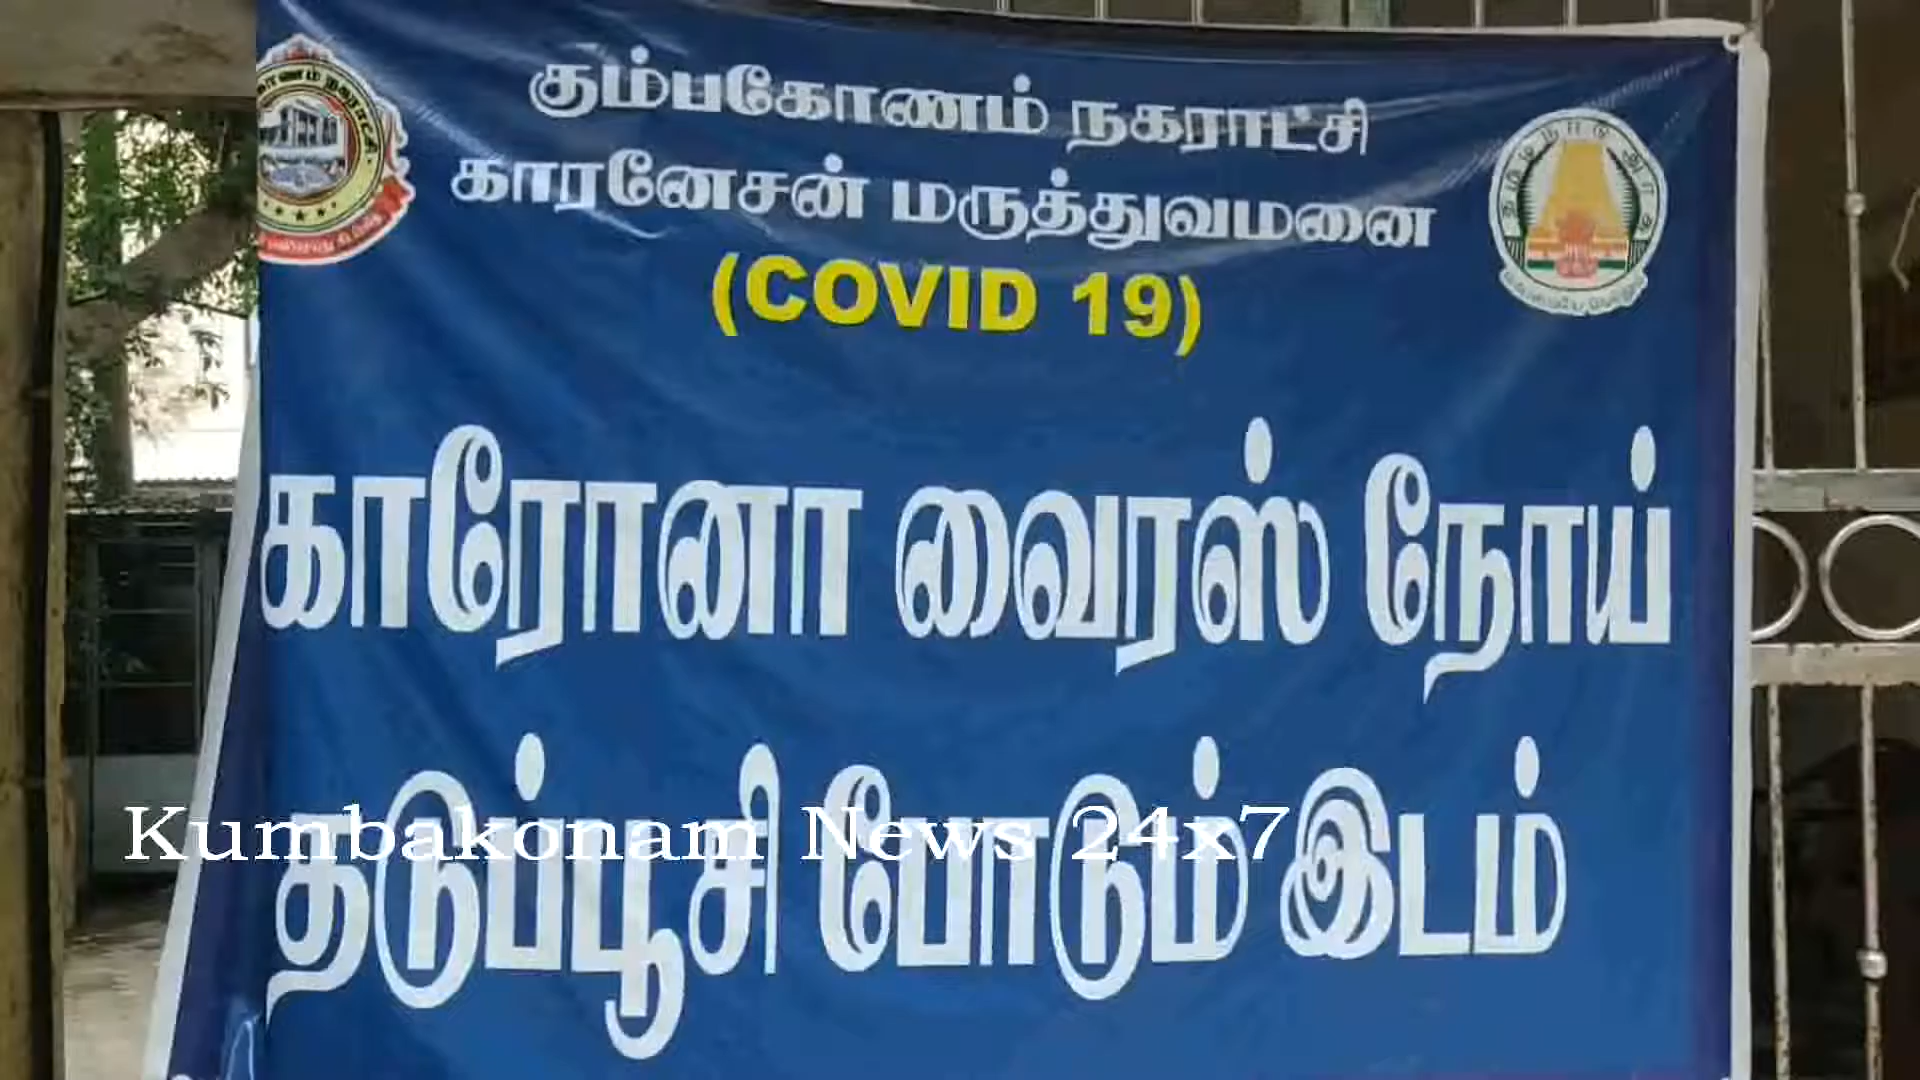 கும்பகோணம் நகராட்சி
காரனேசன் மருத்துவமனை
(COVID 19)
காரோனா வைரஸ் நோய்
தடுப்பூசி போடும் இடம்
Kumbakonam News 24x7